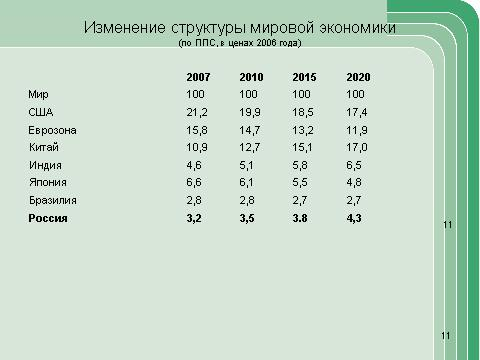 Изменение структуры мировой экономики
(по ППС, в ценах 2006 года)
2007 2010 2015 2020
Мир 100 100 100 100
США 21,2 19,9 18,5 17,4
Еврозона 15,8 14,7 13,2 11,9
Китай 10,9 12,7 15,1 17,0
Индия 4,6 5,1 5,8 6,5
Япония 6,6 6,1 5,5 4,8
Бразилия 2,8 2,8 2,7 2,7
Россия 3,2 3,5 3.8 4,3
11
11